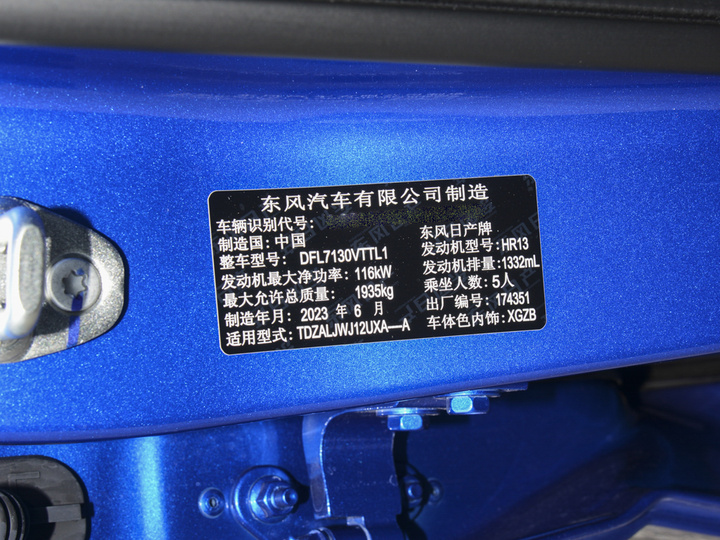 东风汽车有限公司制造
车辆识别代号：
制造国：中国 东风日产牌
整车型号： DFL7130VTTL1 发动机型号：HR13
发动机最大净功率：116kW 发动机排量：1332mL
最大允许总质量： 1935kg 乘坐人数：5人
制造年月：2023 年 6 月 出厂编号：174351
适用型式：TDZALJWJ12UXA—A 车体色内饰：XGZB